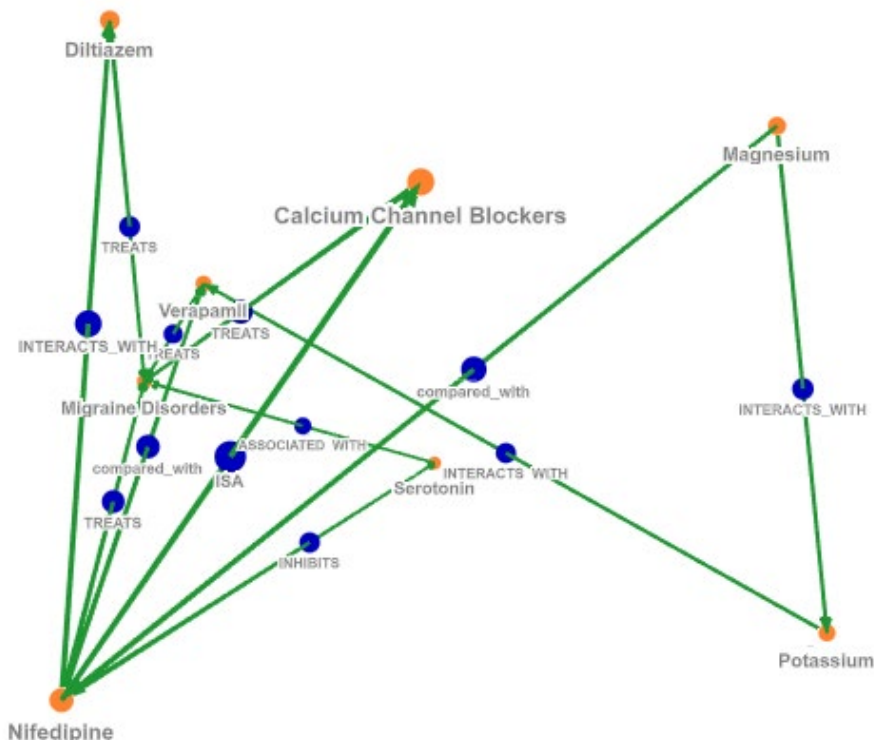 Diltiazem
Magnesium
Calcium Channel Blockers
TREATS
Verapamil
TREATS
INTERACTS_WITH
TREATS
compared_with
Migraine Disorders
INTERACTS_WITH
ASSOCIATED_WITH
compared_with
INTERACTS_WITH
ISA
Serotonin
TREATS
INHIBITS
Potassium
Nifedipine